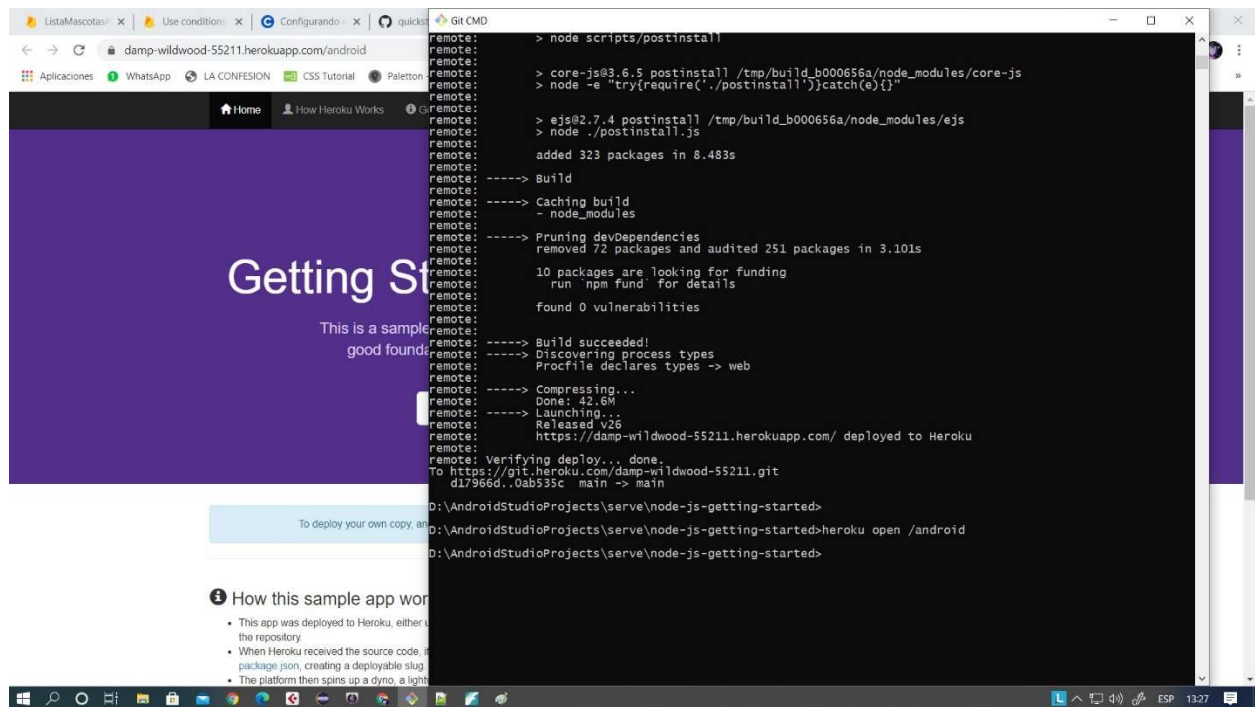 ListaMascotas
Use condition
Configurando
quickst
damp-wildwood-55211.herokuapp.com/android
Aplicaciones
WhatsApp
LA CONFESION
CSS Tutorial
Paletton
Home
How Heroku Works
Getting St
This is a sample
good founda
To deploy your own copy, an
How this sample app wor
This app was deployed to Heroku, either u
the repository.
When Heroku received the source code, it
package.json, creating a deployable slug.
The platform then spins up a dyno, a light
Git CMD
remote: > node scripts/postinstall
remote:
remote:
remote: > core-js@3.6.5 postinstall /tmp/build_b000656a/node_modules/core-js
remote: > node -e "try{require('./postinstall')}catch(e){}"
remote:
remote:
remote: > ejs@2.7.4 postinstall /tmp/build_b000656a/node_modules/ejs
remote: > node ./postinstall.js
remote:
remote: added 323 packages in 8.483s
remote:
remote: -----> Build
remote:
remote: -----> Caching build
remote: - node_modules
remote:
remote: -----> Pruning devDependencies
remote: removed 72 packages and audited 251 packages in 3.101s
remote:
remote: 10 packages are looking for funding
remote: run `npm fund` for details
remote:
remote: found 0 vulnerabilities
remote:
remote:
remote: -----> Build succeeded!
remote: -----> Discovering process types
remote: Procfile declares types -> web
remote:
remote: -----> Compressing...
remote: Done: 42.6M
remote: -----> Launching...
remote: Released v26
remote: https://damp-wildwood-55211.herokuapp.com/ deployed to Heroku
remote:
remote: Verifying deploy... done.
To https://git.heroku.com/damp-wildwood-55211.git
d17966d..0ab535c main -> main
D:\AndroidStudioProjects\serve\node-js-getting-started>
D:\AndroidStudioProjects\serve\node-js-getting-started>heroku open /android
D:\AndroidStudioProjects\serve\node-js-getting-started>
ESP
13:27